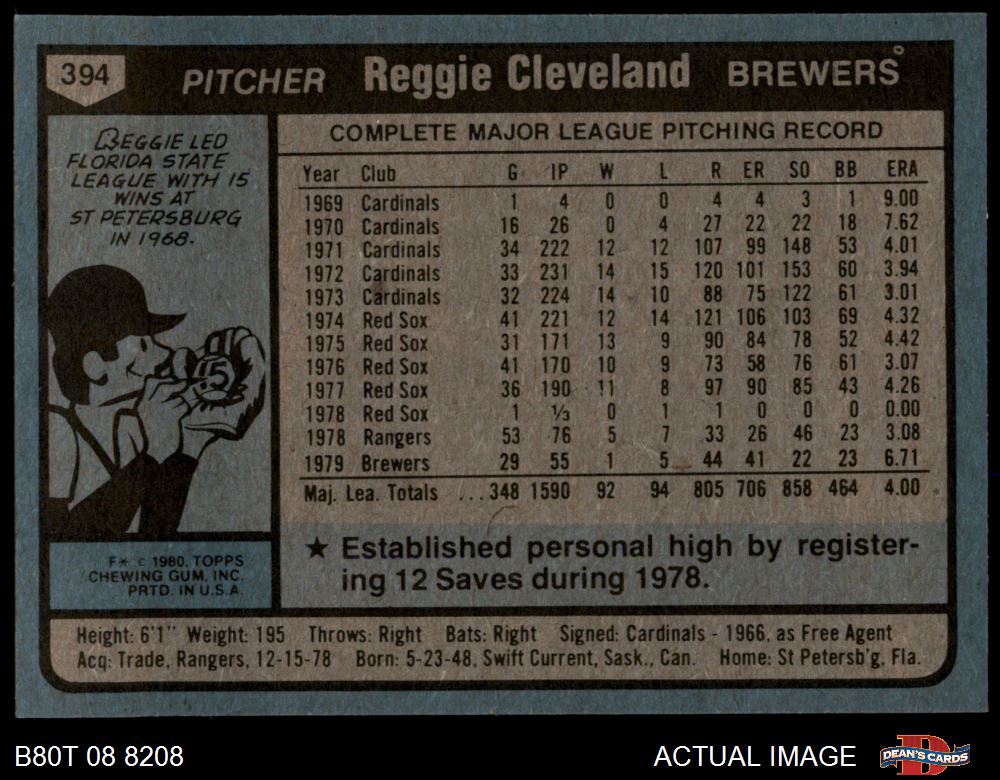 394 PITCHER Reggie Cleveland BREWERS
REGGIE LED
FLORIDA STATE
LEAGUE WITH 15
WINS AT
ST PETERSBURG
IN 1968.
15
F* © 1980, TOPPS
CHEWING GUM, INC.
PRTD. IN U.S.A.
COMPLETE MAJOR LEAGUE PITCHING RECORD
Year Club G IP W L R ER SO BB ERA
1969 Cardinals 1 4 0 0 4 4 3 1 9.00
1970 Cardinals 16 26 0 4 27 22 22 18 7.62
1971 Cardinals 34 222 12 12 107 99 148 53 4.01
1972 Cardinals 33 231 14 15 120 101 153 60 3.94
1973 Cardinals 32 224 14 10 88 75 122 61 3.01
1974 Red Sox 41 221 12 14 121 106 103 69 4.32
1975 Red Sox 31 171 13 9 90 84 78 52 4.42
1976 Red Sox 41 170 10 9 73 58 76 61 3.07
1977 Red Sox 36 190 11 8 97 90 85 43 4.26
1978 Red Sox 1 ⅓ 0 1 1 0 0 0 0.00
1978 Rangers 53 76 5 7 33 26 46 23 3.08
1979 Brewers 29 55 1 5 44 41 22 23 6.71
Maj. Lea. Totals ...348 1590 92 94 805 706 858 464 4.00
★ Established personal high by register-
ing 12 Saves during 1978.
Height: 6'1" Weight: 195 Throws: Right Bats: Right Signed: Cardinals - 1966, as Free Agent
Acq: Trade, Rangers, 12-15-78 Born: 5-23-48, Swift Current, Sask., Can. Home: St Petersb'g, Fla.
B80T 08 8208 ACTUAL IMAGE DEAN'S CARDS